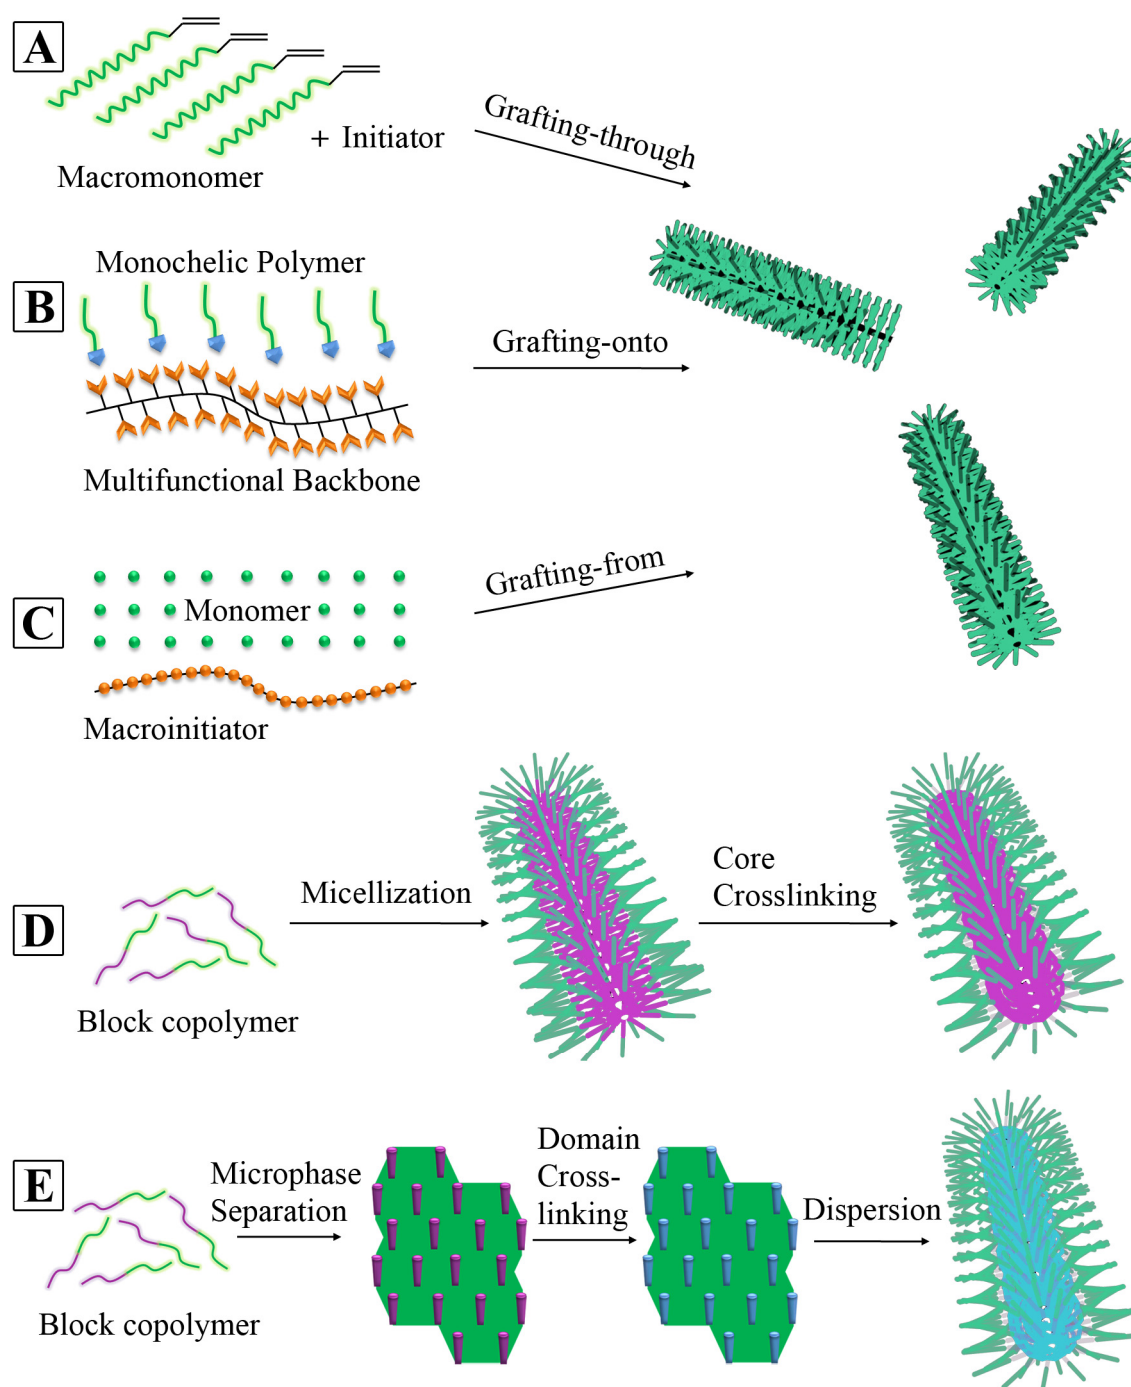 A
+ Initiator
Macromonomer
Grafting-through
Monochelic Polymer
B
Grafting-onto
Multifunctional Backbone
Monomer
C
Grafting-from
Macroinitiator
D
Micellization
Core
Crosslinking
Block copolymer
E
Microphase
Separation
Domain
Cross-
linking
Dispersion
Block copolymer